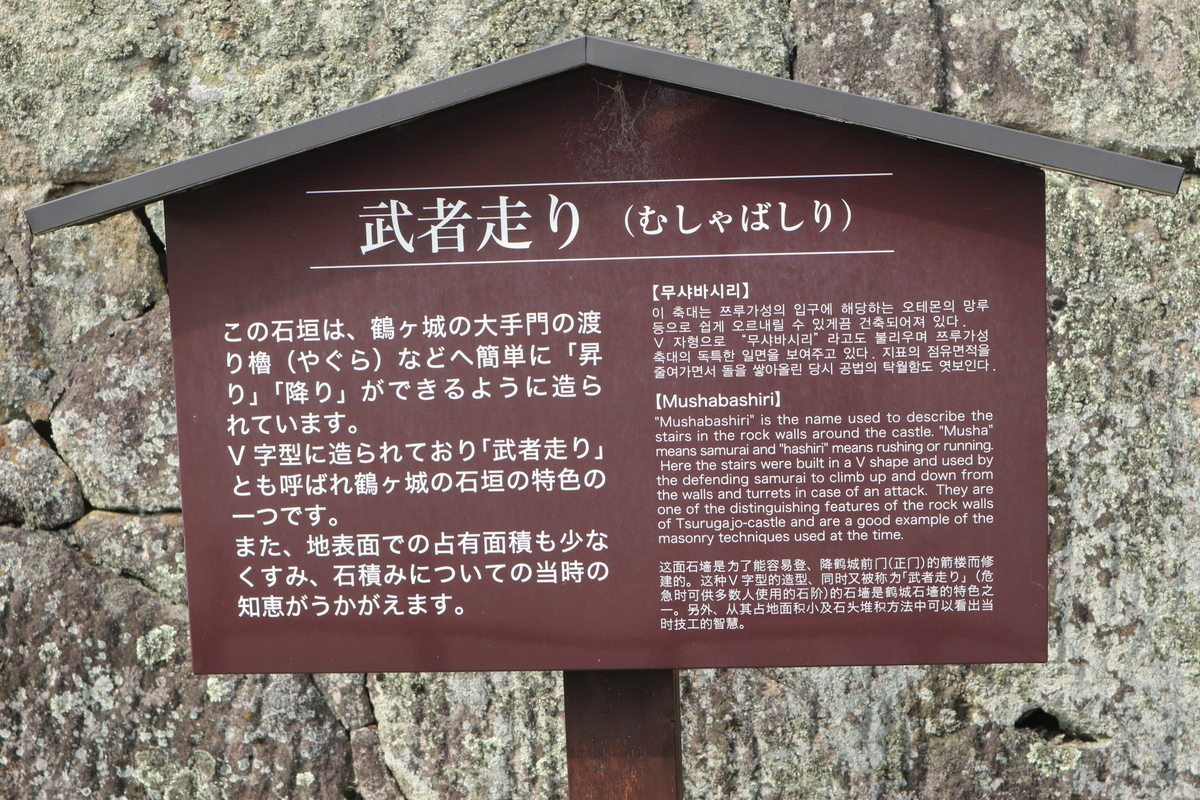 武者走り（むしゃばしり）
この石垣は、鶴ヶ城の大手門の渡
り櫓（やぐら）などへ簡単に「昇
り」「降り」ができるように造ら
れています。
V字型に造られており「武者走り」
とも呼ばれ鶴ヶ城の石垣の特色の
一つです。
また、地表面での占有面積も少な
くすみ、石積みについての当時の
知恵がうかがえます。
【무샤바시리】
이 축대는 쯔루가성의 입구에 해당하는 오테몬의 망루
등으로 쉽게 오르내릴 수 있게끔 건축되어져 있다.
V 자형으로 “무샤바시리”라고도 불리우며 쯔루가성
축대의 독특한 일면을 보여주고 있다. 지표의 점유면적을
줄여가면서 돌을 쌓아올린 당시 공법의 탁월함도 엿보인다.
【Mushabashiri】
"Mushabashiri" is the name used to describe the
stairs in the rock walls around the castle. "Musha"
means samurai and "hashiri" means rushing or running.
Here the stairs were built in a V shape and used by
the defending samurai to climb up and down from
the walls and turrets in case of an attack. They are
one of the distinguishing features of the rock walls
of Tsurugajo-castle and are a good example of the
masonry techniques used at the time.
这面石墙是为了能容易登、降鹤城前门(正门)的箭楼而修
建的。这种V字型的造型、同时又被称为「武者走り」(危
急时可供多数人使用的石阶)的石墙是鹤城石墙的特色之
一。另外、从其占地面积小及石头堆积方法中可以看出当
时技工的智慧。